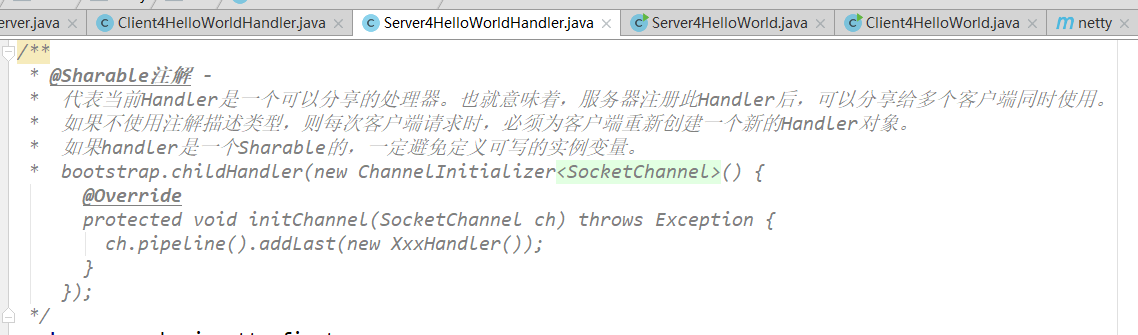 erver.java × Client4HelloWorldHandler.java × Server4HelloWorldHandler.java × Server4HelloWorld.java × Client4HelloWorld.java × netty ×
/**
* @Sharable注解 -
* 代表当前Handler是一个可以分享的处理器。也就意味着，服务器注册此Handler后，可以分享给多个客户端同时使用。
* 如果不使用注解描述类型，则每次客户端请求时，必须为客户端重新创建一个新的Handler对象。
* 如果handler是一个Sharable的，一定避免定义可写的实例变量。
* bootstrap.childHandler(new ChannelInitializer<SocketChannel>() {
@Override
protected void initChannel(SocketChannel ch) throws Exception {
ch.pipeline().addLast(new XxxHandler());
}
});
*/